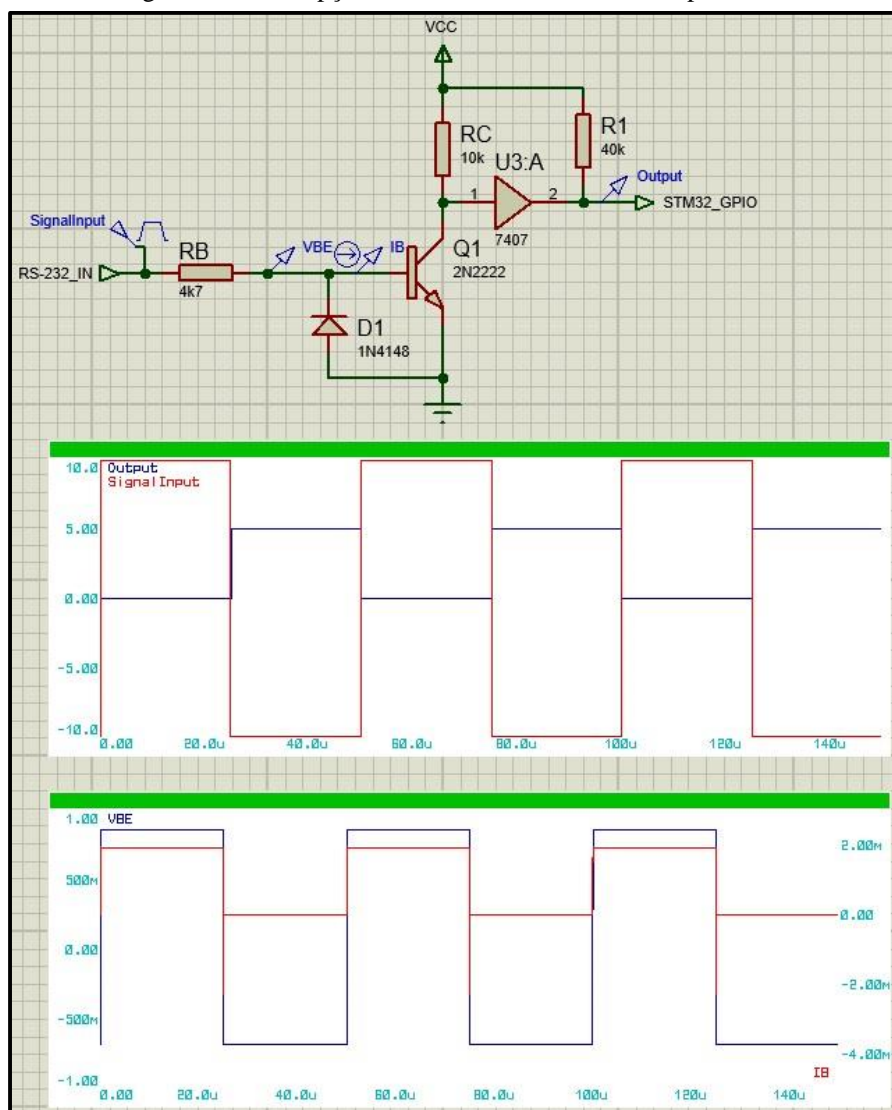 VCC
RC
10k
R1
40k
U3:A
Output
1
2
STM32_GPIO
7407
SignalInput
RB
VBE
IB
Q1
2N2222
RS-232_IN
4k7
D1
1N4148
10.0
Output
SignalInput
5.00
0.00
-5.00
-10.0
0.00 20.0u 40.0u 60.0u 80.0u 100u 120u 140u
1.00
VBE
2.00m
500m
0.00
0.00
-2.00m
-500m
-4.00m
IB
-1.00
0.00 20.0u 40.0u 60.0u 80.0u 100u 120u 140u